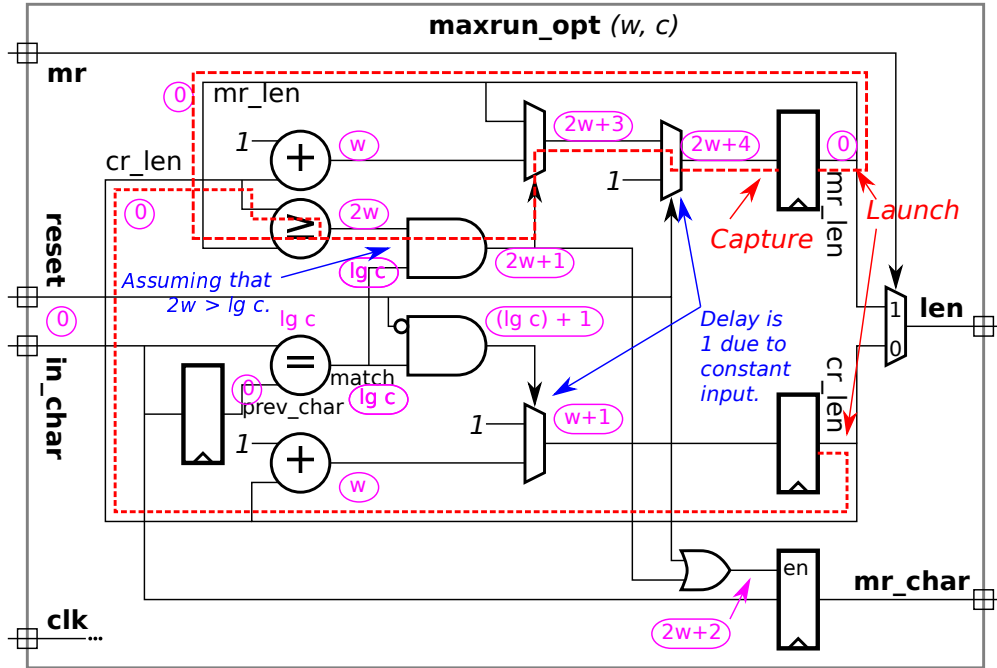 maxrun_opt (w, c)
mr
0
mr_len
1
+
w
2w+3
2w+4
0
cr_len
1
0
≥
2w
mr_len
Launch
Capture
reset
Assuming that
2w > lg c.
lg c
2w+1
0
lg c
(lg c) + 1
Delay is
1 due to
constant
input.
1
0
len
in_char
=
match
0
prev_char
lg c
1
w+1
cr_len
1
+
w
en
mr_char
clk
...
2w+2